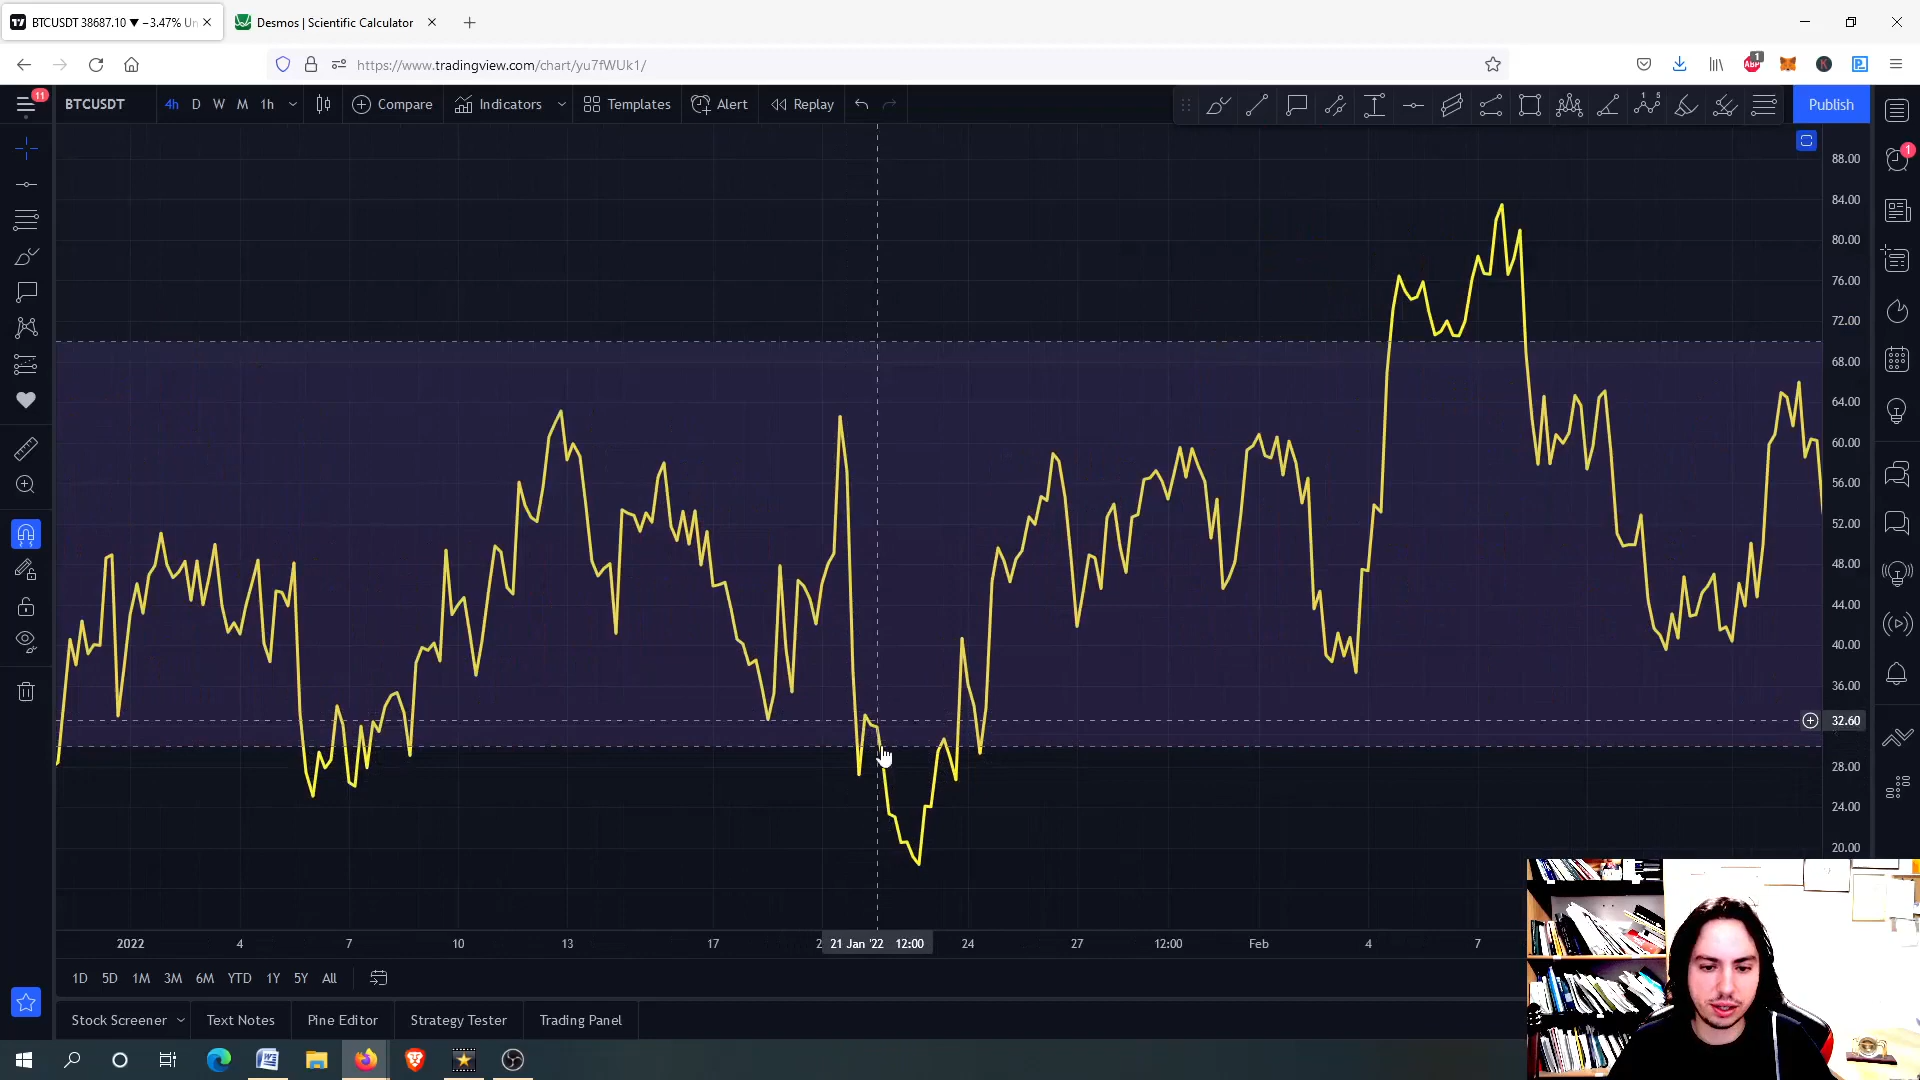 BTCUSDT 38687.10 ▼ −3.47% Un
Desmos | Scientific Calculator
https://www.tradingview.com/chart/yu7fWUk1/
1
11
BTCUSDT
4h D W M 1h
Compare
Indicators
Templates
Alert
Replay
Publish
1
88.00
84.00
80.00
76.00
72.00
68.00
64.00
60.00
56.00
52.00
48.00
44.00
40.00
36.00
32.60
28.00
24.00
20.00
2022 4 7 10 13 17 2 21 Jan '22 12:00 24 27 12:00 Feb 4 7
1D 5D 1M 3M 6M YTD 1Y 5Y All
Stock Screener Text Notes Pine Editor Strategy Tester Trading Panel